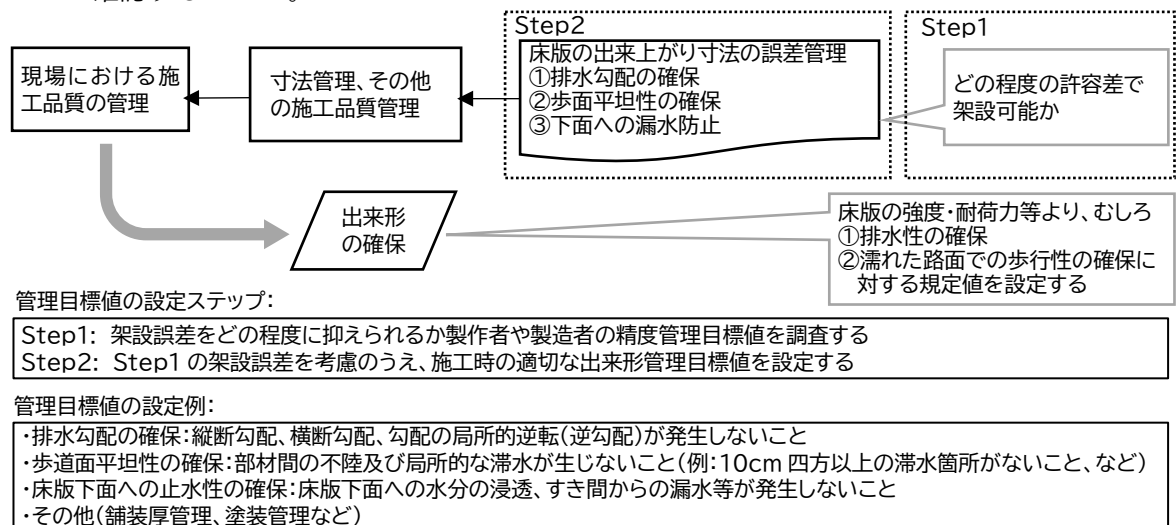 Step2
Step1
現場における施
工品質の管理
寸法管理、その他
の施工品質管理
床版の出来上がり寸法の誤差管理
①排水勾配の確保
②歩面平坦性の確保
③下面への漏水防止
どの程度の許容差で
架設可能か
出来形
の確保
床版の強度・耐荷力等より、むしろ
①排水性の確保
②濡れた路面での歩行性の確保に
対する規定値を設定する
管理目標値の設定ステップ：
Step1: 架設誤差をどの程度に抑えられるか製作者や製造者の精度管理目標値を調査する
Step2: Step1の架設誤差を考慮のうえ、施工時の適切な出来形管理目標値を設定する
管理目標値の設定例：
・排水勾配の確保：縦断勾配、横断勾配、勾配の局所的逆転(逆勾配)が発生しないこと
・歩道面平坦性の確保：部材間の不陸及び局所的な滞水が生じないこと(例：10cm四方以上の滞水箇所がないこと、など)
・床版下面への止水性の確保：床版下面への水分の浸透、すき間からの漏水等が発生しないこと
・その他(舗装厚管理、塗装管理など)